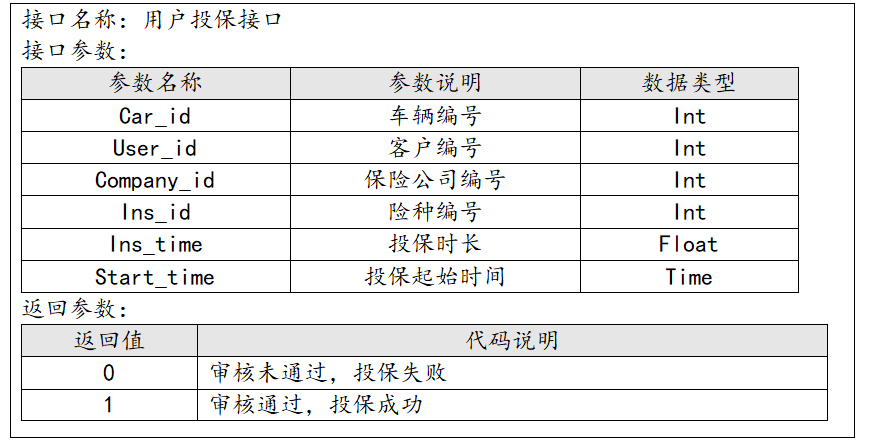 接口名称：用户投保接口
接口参数：
参数名称 参数说明 数据类型
Car_id 车辆编号 Int
User_id 客户编号 Int
Company_id 保险公司编号 Int
Ins_id 险种编号 Int
Ins_time 投保时长 Float
Start_time 投保起始时间 Time
返回参数：
返回值 代码说明
0 审核未通过，投保失败
1 审核通过，投保成功